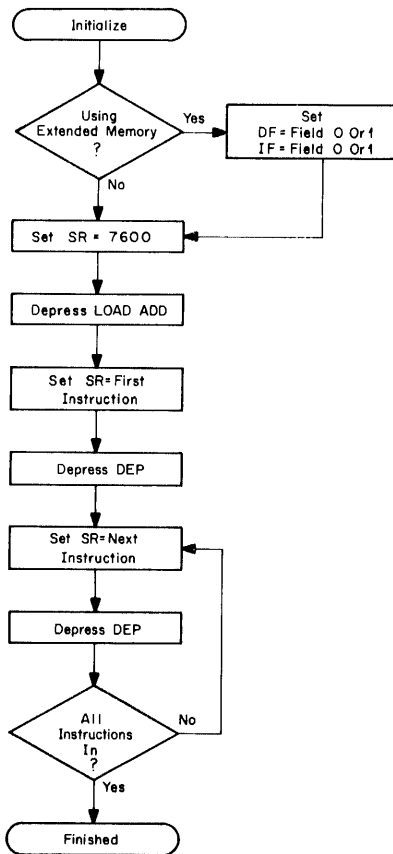 Initialize
Using
Extended Memory
?
Yes
Set
DF=Field 0 Or 1
IF=Field 0 Or 1
No
Set SR = 7600
Depress LOAD ADD
Set SR=First
Instruction
Depress DEP
Set SR=Next
Instruction
Depress DEP
All
Instructions
In
?
No
Yes
Finished